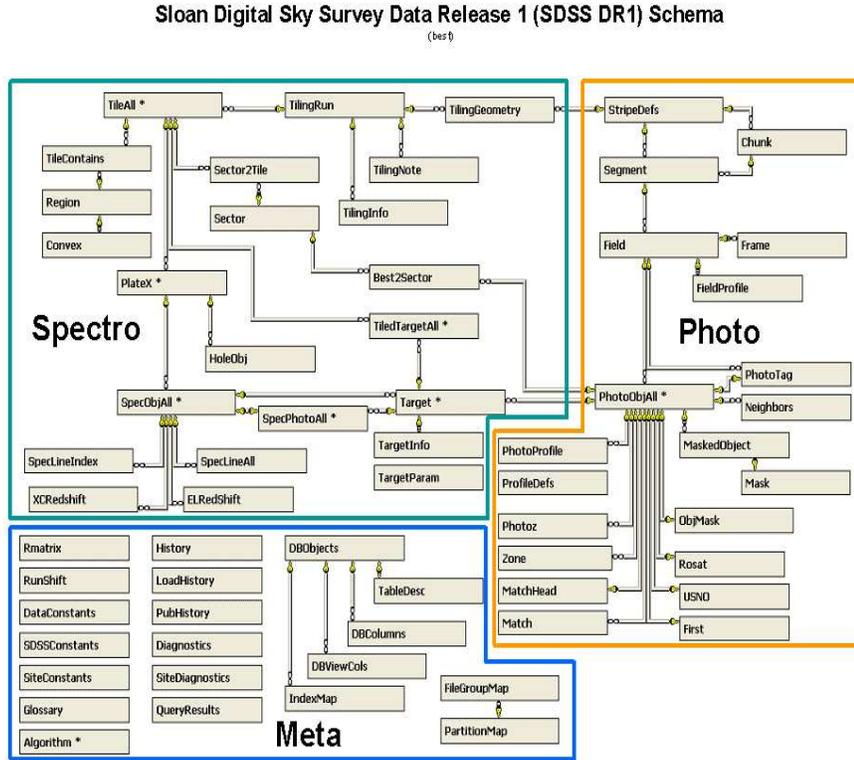 Sloan Digital Sky Survey Data Release 1 (SDSS DR1) Schema
(best)
TileAll *
TilingRun
TilingGeometry
StripeDefs
Chunk
TileContains
Sector2Tile
TilingNote
Segment
Region
Sector
TilingInfo
Convex
Field
Frame
PlateX *
Best2Sector
FieldProfile
Spectro
TiledTargetAll *
Photo
HoleObj
PhotoTag
SpecObjAll *
Target *
PhotoObjAll *
Neighbors
SpecPhotoAll *
TargetInfo
PhotoProfile
MaskedObject
SpecLineIndex
SpecLineAll
TargetParam
ProfileDefs
Mask
XCRedshift
ELRedShift
Photoz
ObjMask
Zone
Rosat
MatchHead
USNO
Match
First
Rmatrix
History
DBObjects
RunShift
LoadHistory
TableDesc
DataConstants
PubHistory
DBColumns
SDSSConstants
Diagnostics
DBViewCols
SiteConstants
SiteDiagnostics
IndexMap
FileGroupMap
Glossary
QueryResults
Meta
PartitionMap
Algorithm *